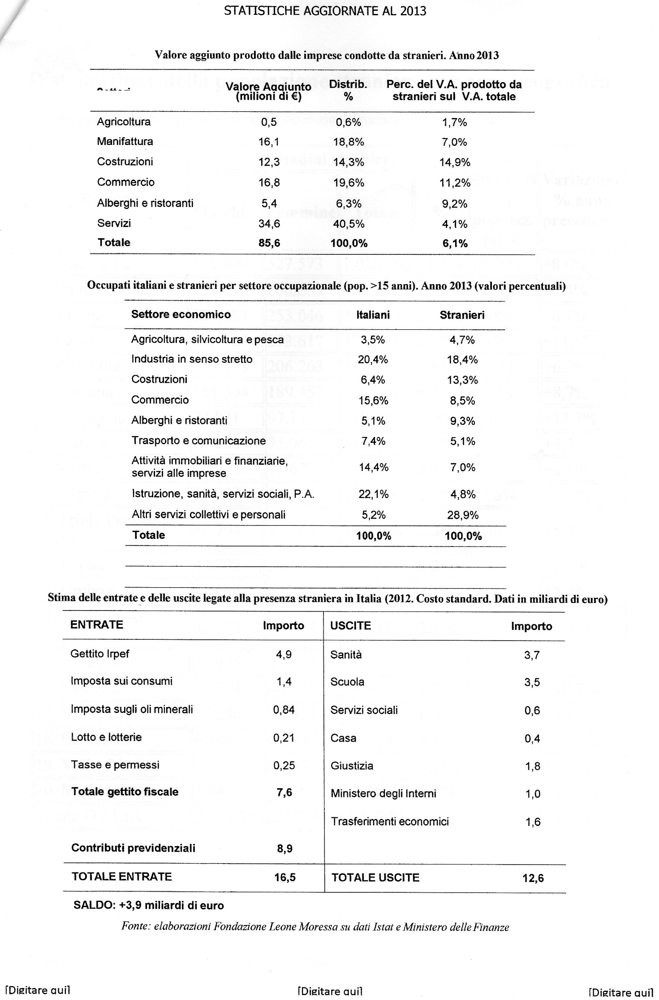 STATISTICHE AGGIORNATE AL 2013
Valore aggiunto prodotto dalle imprese condotte da stranieri. Anno 2013
Settori Valore Aggiunto (milioni di €) Distrib. % Perc. del V.A. prodotto da stranieri sul V.A. totale
Agricoltura 0,5 0,6% 1,7%
Manifattura 16,1 18,8% 7,0%
Costruzioni 12,3 14,3% 14,9%
Commercio 16,8 19,6% 11,2%
Alberghi e ristoranti 5,4 6,3% 9,2%
Servizi 34,6 40,5% 4,1%
Totale 85,6 100,0% 6,1%
Occupati italiani e stranieri per settore occupazionale (pop. >15 anni). Anno 2013 (valori percentuali)
Settore economico Italiani Stranieri
Agricoltura, silvicoltura e pesca 3,5% 4,7%
Industria in senso stretto 20,4% 18,4%
Costruzioni 6,4% 13,3%
Commercio 15,6% 8,5%
Alberghi e ristoranti 5,1% 9,3%
Trasporto e comunicazione 7,4% 5,1%
Attività immobiliari e finanziarie,
servizi alle imprese 14,4% 7,0%
Istruzione, sanità, servizi sociali, P.A. 22,1% 4,8%
Altri servizi collettivi e personali 5,2% 28,9%
Totale 100,0% 100,0%
Stima delle entrate e delle uscite legate alla presenza straniera in Italia (2012. Costo standard. Dati in miliardi di euro)
ENTRATE Importo USCITE Importo
Gettito Irpef 4,9 Sanità 3,7
Imposta sui consumi 1,4 Scuola 3,5
Imposta sugli oli minerali 0,84 Servizi sociali 0,6
Lotto e lotterie 0,21 Casa 0,4
Tasse e permessi 0,25 Giustizia 1,8
Totale gettito fiscale 7,6 Ministero degli Interni 1,0
Trasferimenti economici 1,6
Contributi previdenziali 8,9
TOTALE ENTRATE 16,5 TOTALE USCITE 12,6
SALDO: +3,9 miliardi di euro
Fonte: elaborazioni Fondazione Leone Moressa su dati Istat e Ministero delle Finanze
[Digitare qui] [Digitare qui] [Digitare qui]